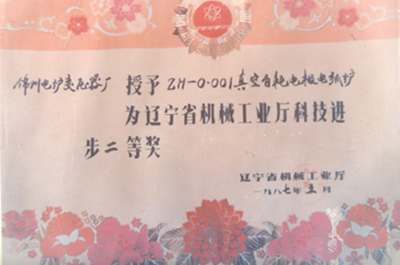 锦州电炉变压器厂 授予 ZH-0.001真空自耗电极电弧炉
为辽宁省机械工业厅科技进
步二等奖
辽宁省机械工业厅
一九八七年五月